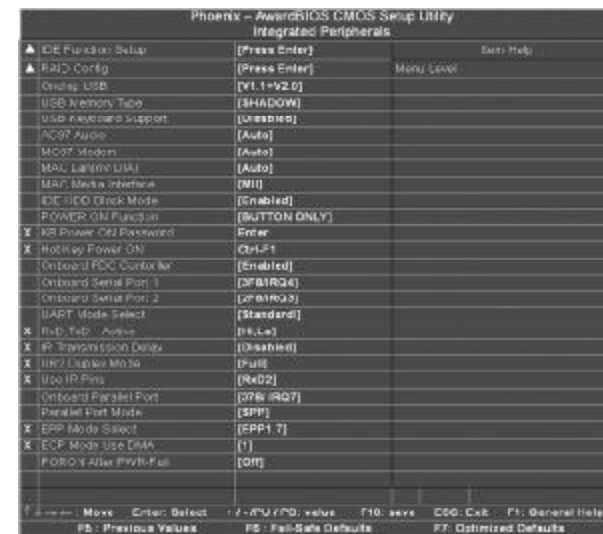 Phoenix – AwardBIOS CMOS Setup Utility
Integrated Peripherals
IDE Function Setup [Press Enter] Item Help
RAID Config [Press Enter] Menu Level
Onchip USB [V1.1+V2.0]
USB Memory Type [SHADOW]
USB Keyboard Support [Disabled]
AC97 Audio [Auto]
MC97 Modem [Auto]
MAC Lan(nVIDIA) [Auto]
MAC Media Interface [MII]
IDE HDD Block Mode [Enabled]
POWER ON Function [BUTTON ONLY]
X KB Power ON Password Enter
X Hot Key Power ON Ctrl-F1
Onboard FDC Controller [Enabled]
Onboard Serial Port 1 [3F8/IRQ4]
Onboard Serial Port 2 [2F8/IRQ3]
UART Mode Select [Standard]
X RxD,TxD Active [Hi,Lo]
X IR Transmission Delay [Disabled]
X UR2 Duplex Mode [Full]
X Use IR Pins [RxD2]
Onboard Parallel Port [378/ IRQ7]
Parallel Port Mode [SPP]
X EPP Mode Select [EPP1.7]
X ECP Mode Use DMA [1]
After PWR-Fail [Off]
Move Enter: Select +/-/PU/PD: value F10: save ESC: Exit F1: General Help
F5 : Previous Values F6 : Fail-Safe Defaults F7: Optimized Defaults